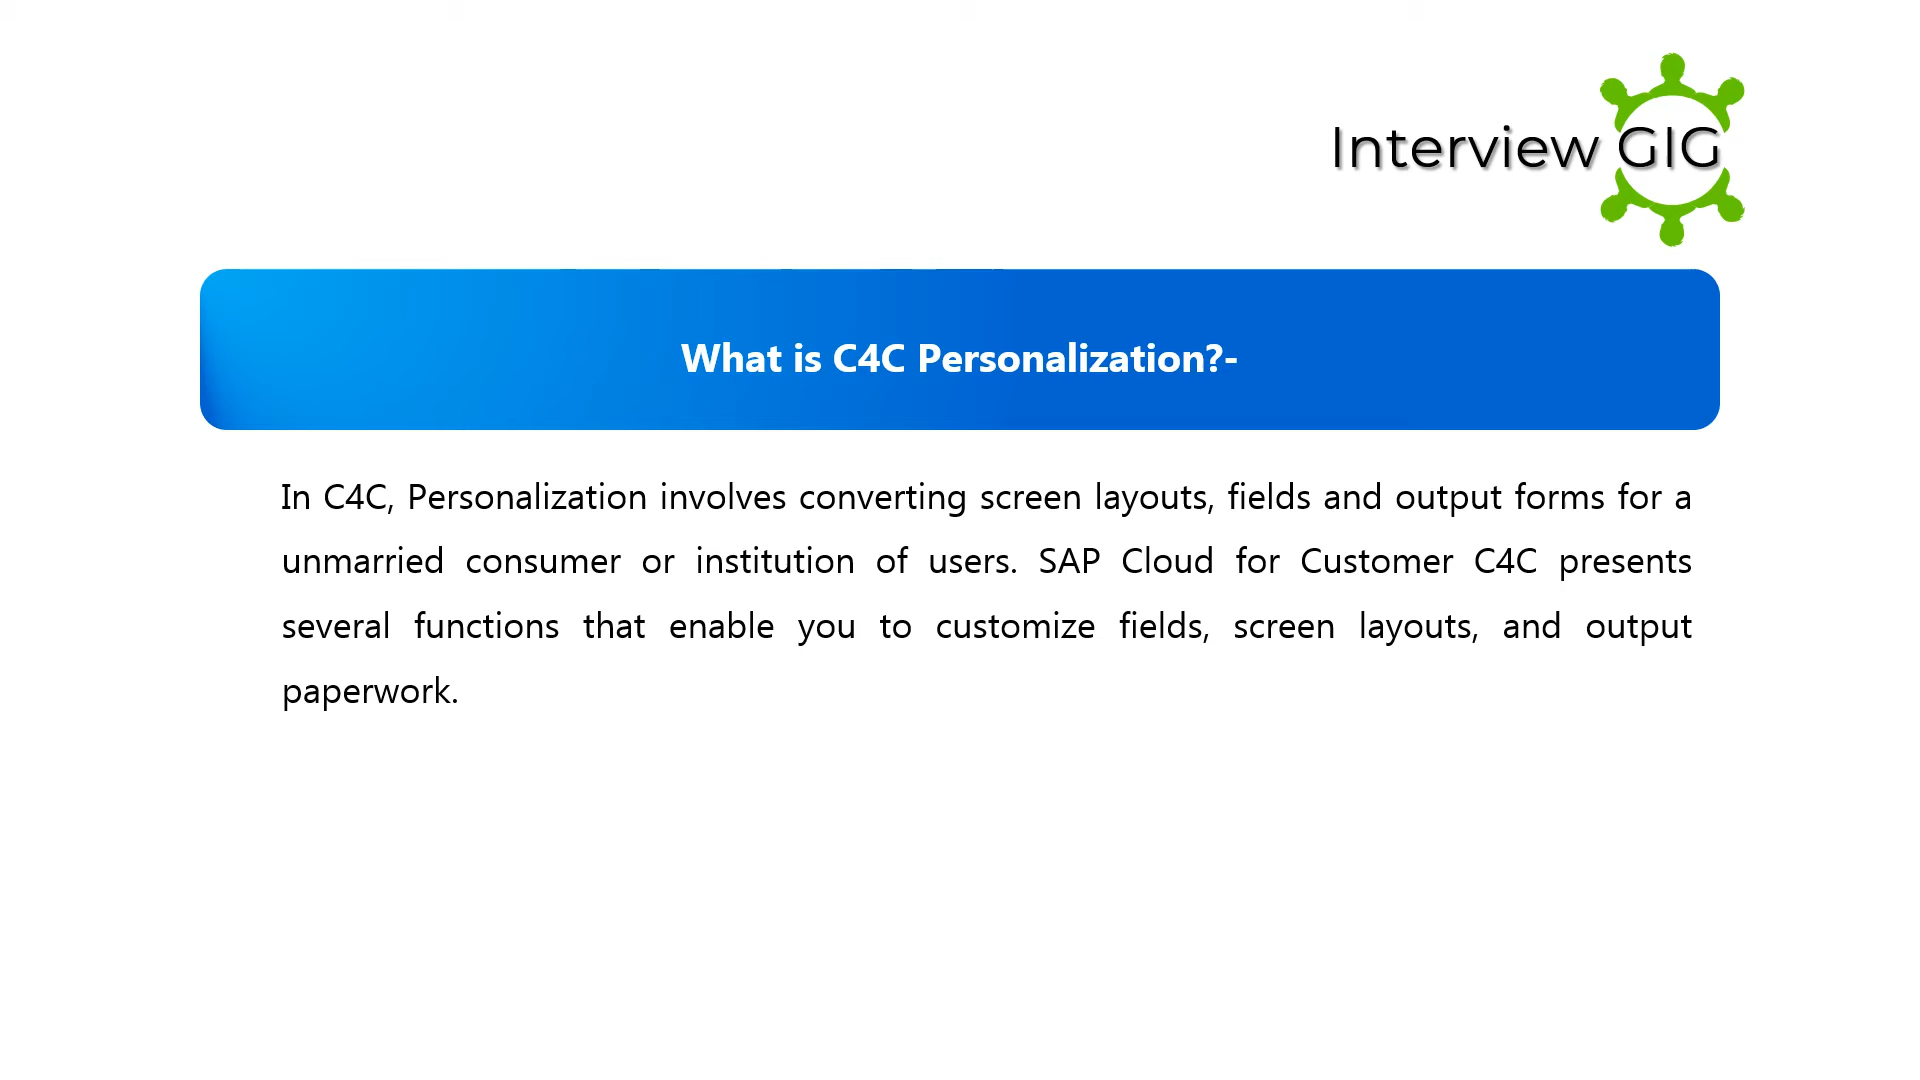 Interview GIG
What is C4C Personalization?-
In C4C, Personalization involves converting screen layouts, fields and output forms for a
unmarried consumer or institution of users. SAP Cloud for Customer C4C presents
several functions that enable you to customize fields, screen layouts, and output
paperwork.